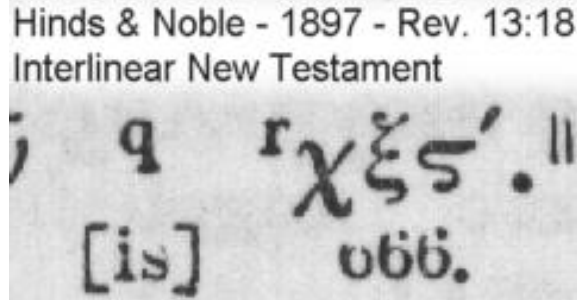 Hinds & Noble - 1897 - Rev. 13:18
Interlinear New Testament
q ʳχξϛʹ.‖
[is] 666.